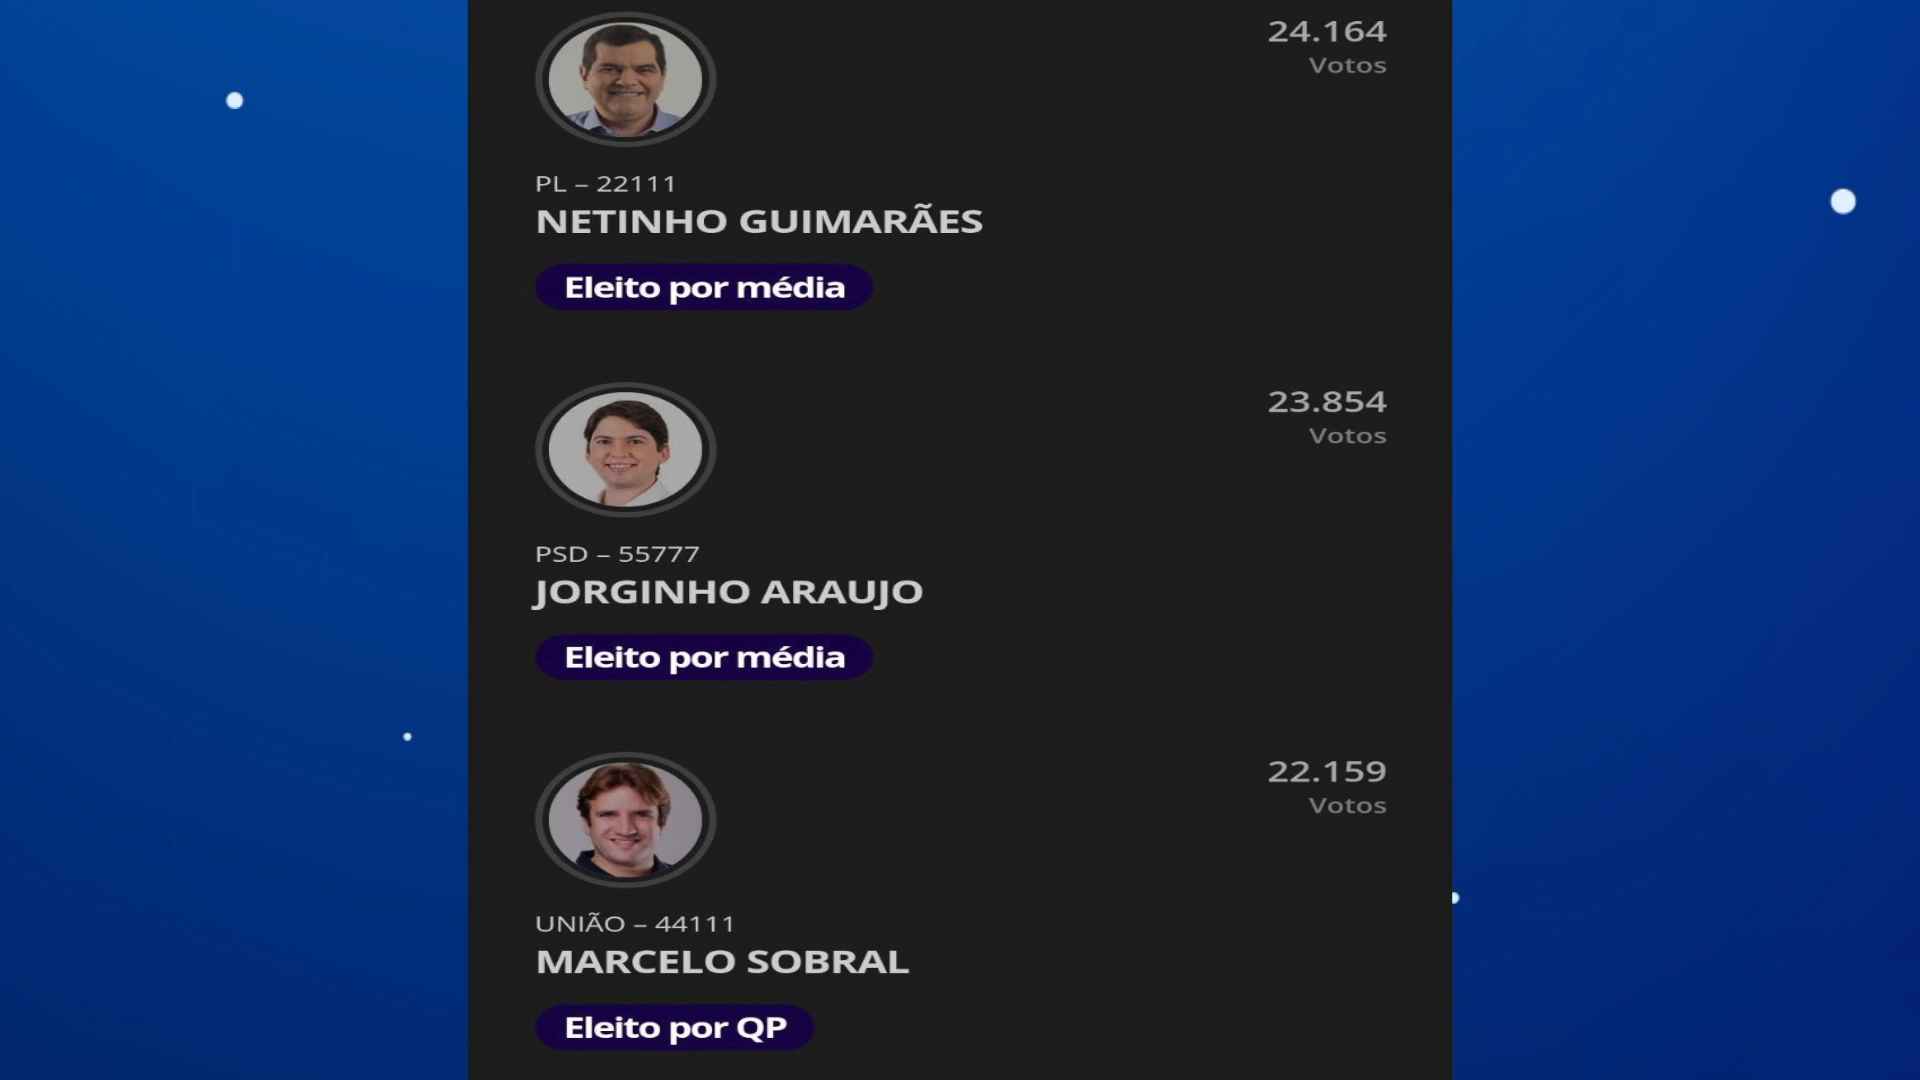 24.164
Votos
PL – 22111
NETINHO GUIMARÃES
Eleito por média
23.854
Votos
PSD – 55777
JORGINHO ARAUJO
Eleito por média
22.159
Votos
UNIÃO – 44111
MARCELO SOBRAL
Eleito por QP